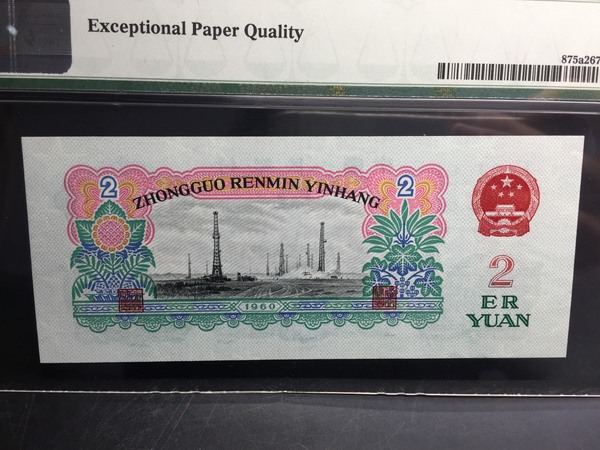 Exceptional Paper Quality
875a267
2
2
ZHONGGUO RENMIN YINHANG
1960
2
ER
YUAN